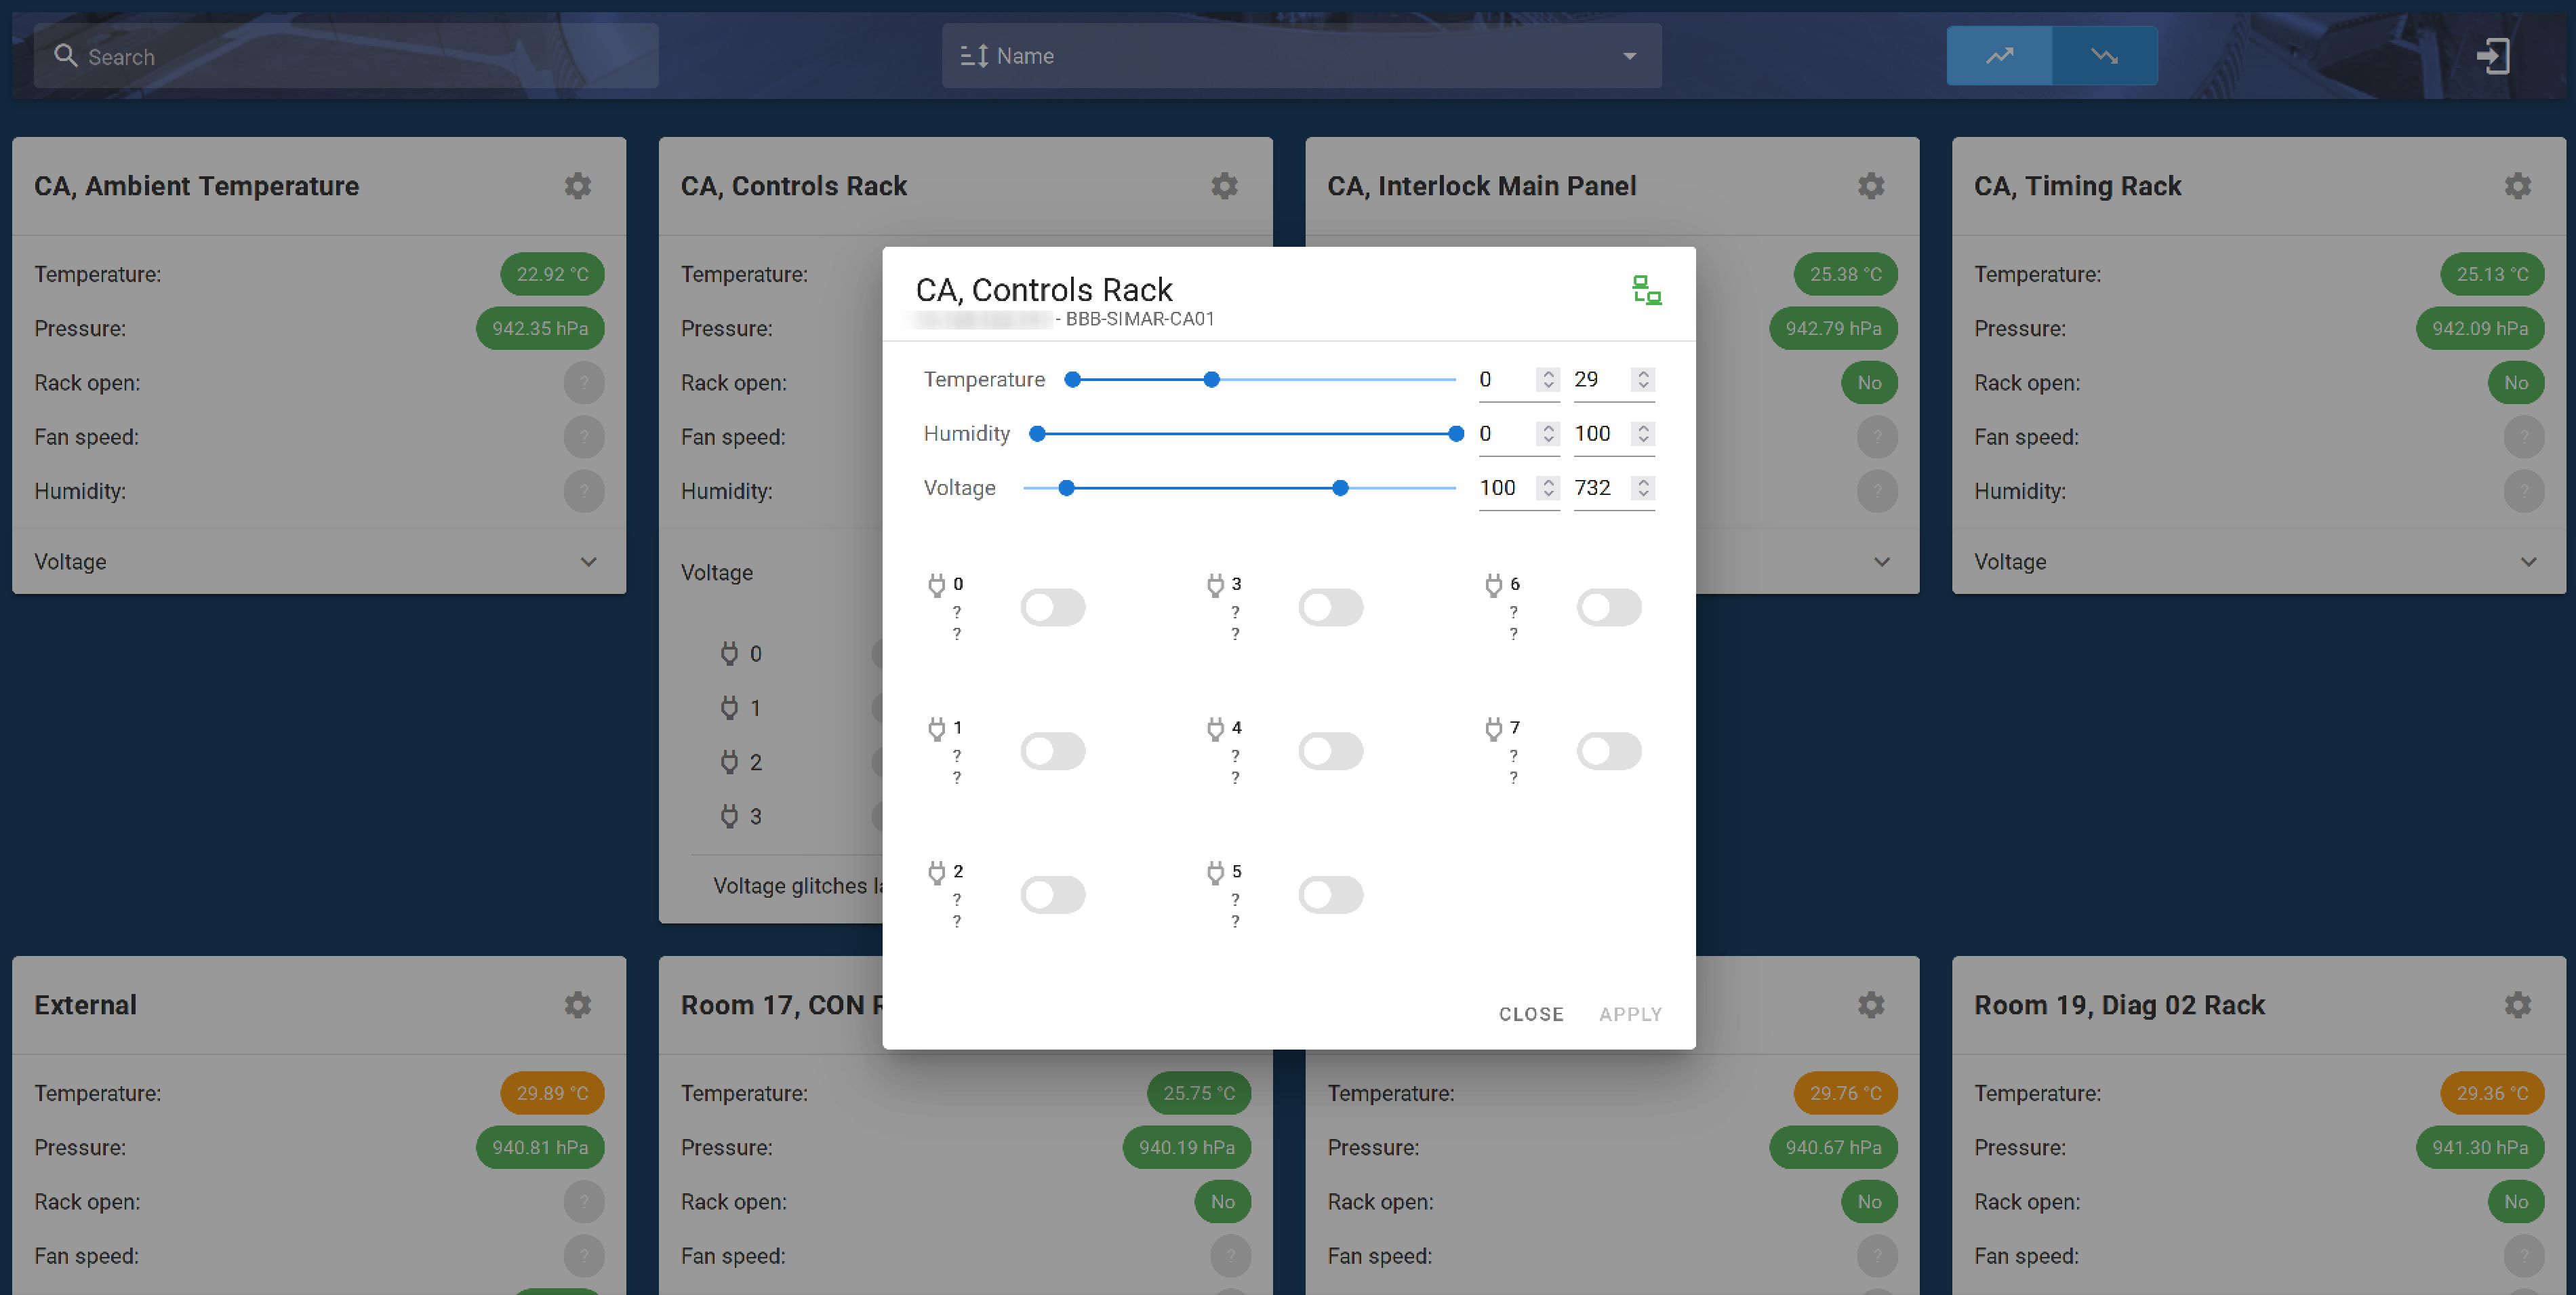 Search
Name
CA, Ambient Temperature
Temperature: 22.92 °C
Pressure: 942.35 hPa
Rack open: ?
Fan speed: ?
Humidity: ?
Voltage
CA, Controls Rack
Temperature:
Pressure:
Rack open:
Fan speed:
Humidity:
Voltage
0
1
2
3
Voltage glitches
CA, Interlock Main Panel
25.38 °C
942.79 hPa
No
?
?
CA, Timing Rack
Temperature: 25.13 °C
Pressure: 942.09 hPa
Rack open: No
Fan speed: ?
Humidity: ?
Voltage
CA, Controls Rack
- BBB-SIMAR-CA01
Temperature 0 29
Humidity 0 100
Voltage 100 732
0
?
?
3
?
?
6
?
?
1
?
?
4
?
?
7
?
?
2
?
?
5
?
?
CLOSE APPLY
External
Temperature: 29.89 °C
Pressure: 940.81 hPa
Rack open: ?
Fan speed: ?
Room 17, CON
Temperature: 25.75 °C
Pressure: 940.19 hPa
Rack open: No
Fan speed: ?
Temperature: 29.76 °C
Pressure: 940.67 hPa
Rack open: No
Fan speed: ?
Room 19, Diag 02 Rack
Temperature: 29.36 °C
Pressure: 941.30 hPa
Rack open: No
Fan speed: ?